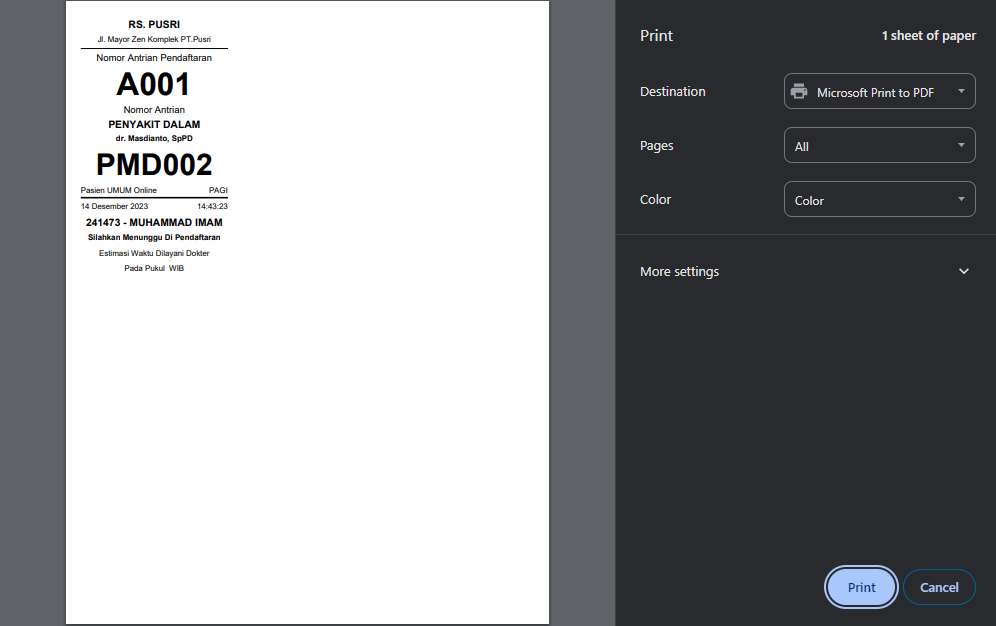 RS. PUSRI
Jl. Mayor Zen Komplek PT.Pusri
Nomor Antrian Pendaftaran
A001
Nomor Antrian
PENYAKIT DALAM
dr. Masdianto, SpPD
PMD002
Pasien UMUM Online PAGI
14 Desember 2023 14:43:23
241473 - MUHAMMAD IMAM
Silahkan Menunggu Di Pendaftaran
Estimasi Waktu Dilayani Dokter
Pada Pukul WIB
Print 1 sheet of paper
Destination Microsoft Print to PDF
Pages All
Color Color
More settings
Print Cancel